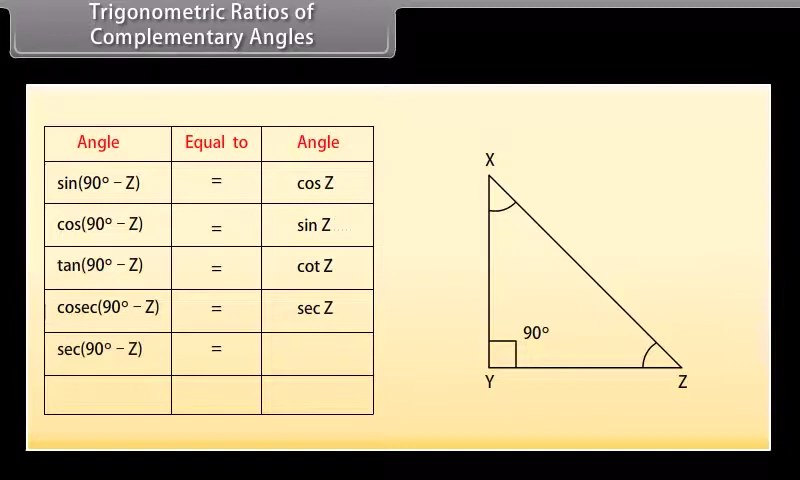 Trigonometric Ratios of
Complementary Angles
Angle Equal to Angle
sin(90° – Z) = cos Z
cos(90° – Z) = sin Z
tan(90° – Z) = cot Z
cosec(90° – Z) = sec Z
sec(90° – Z) =
X
90°
Y Z